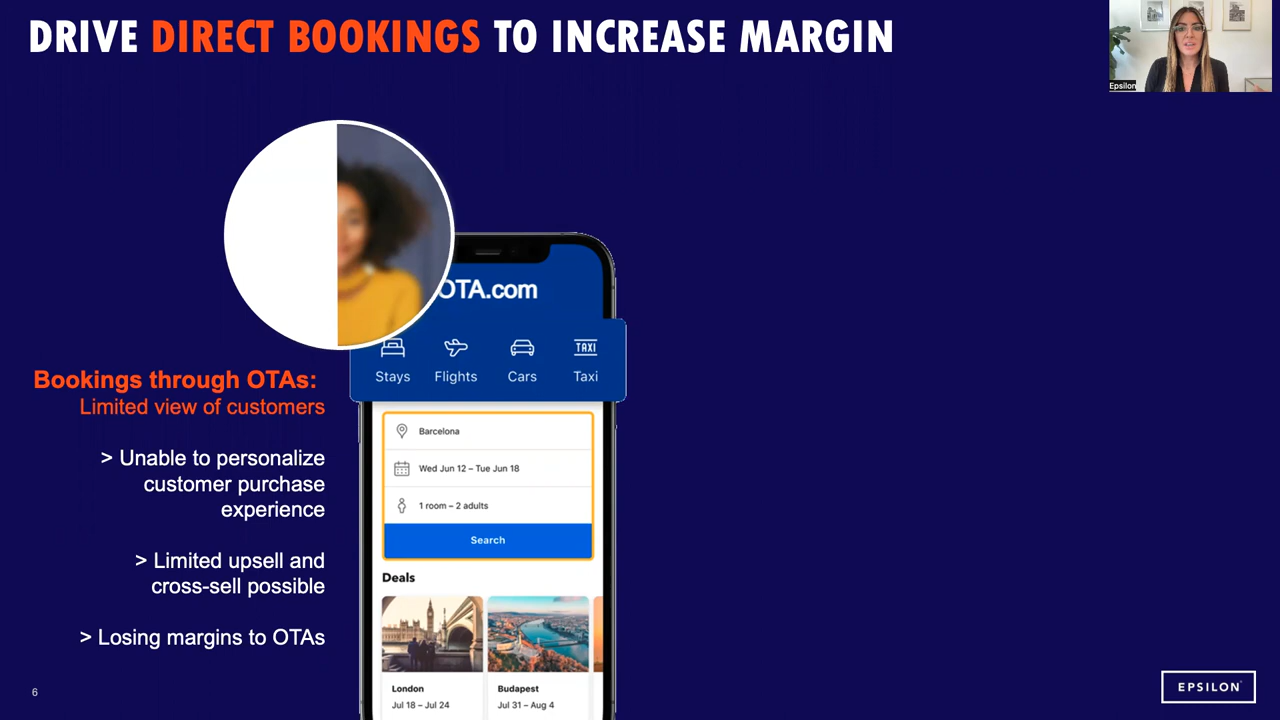 DRIVE DIRECT BOOKINGS TO INCREASE MARGIN
Epsilon
OTA.com
Stays Flights Cars Taxi
TAXI
Bookings through OTAs:
Limited view of customers
> Unable to personalize
customer purchase
experience
> Limited upsell and
cross-sell possible
> Losing margins to OTAs
Barcelona
Wed Jun 12 – Tue Jun 18
1 room – 2 adults
Search
Deals
London
Jul 18 – Jul 24
Budapest
Jul 31 – Aug 4
6
EPSILON